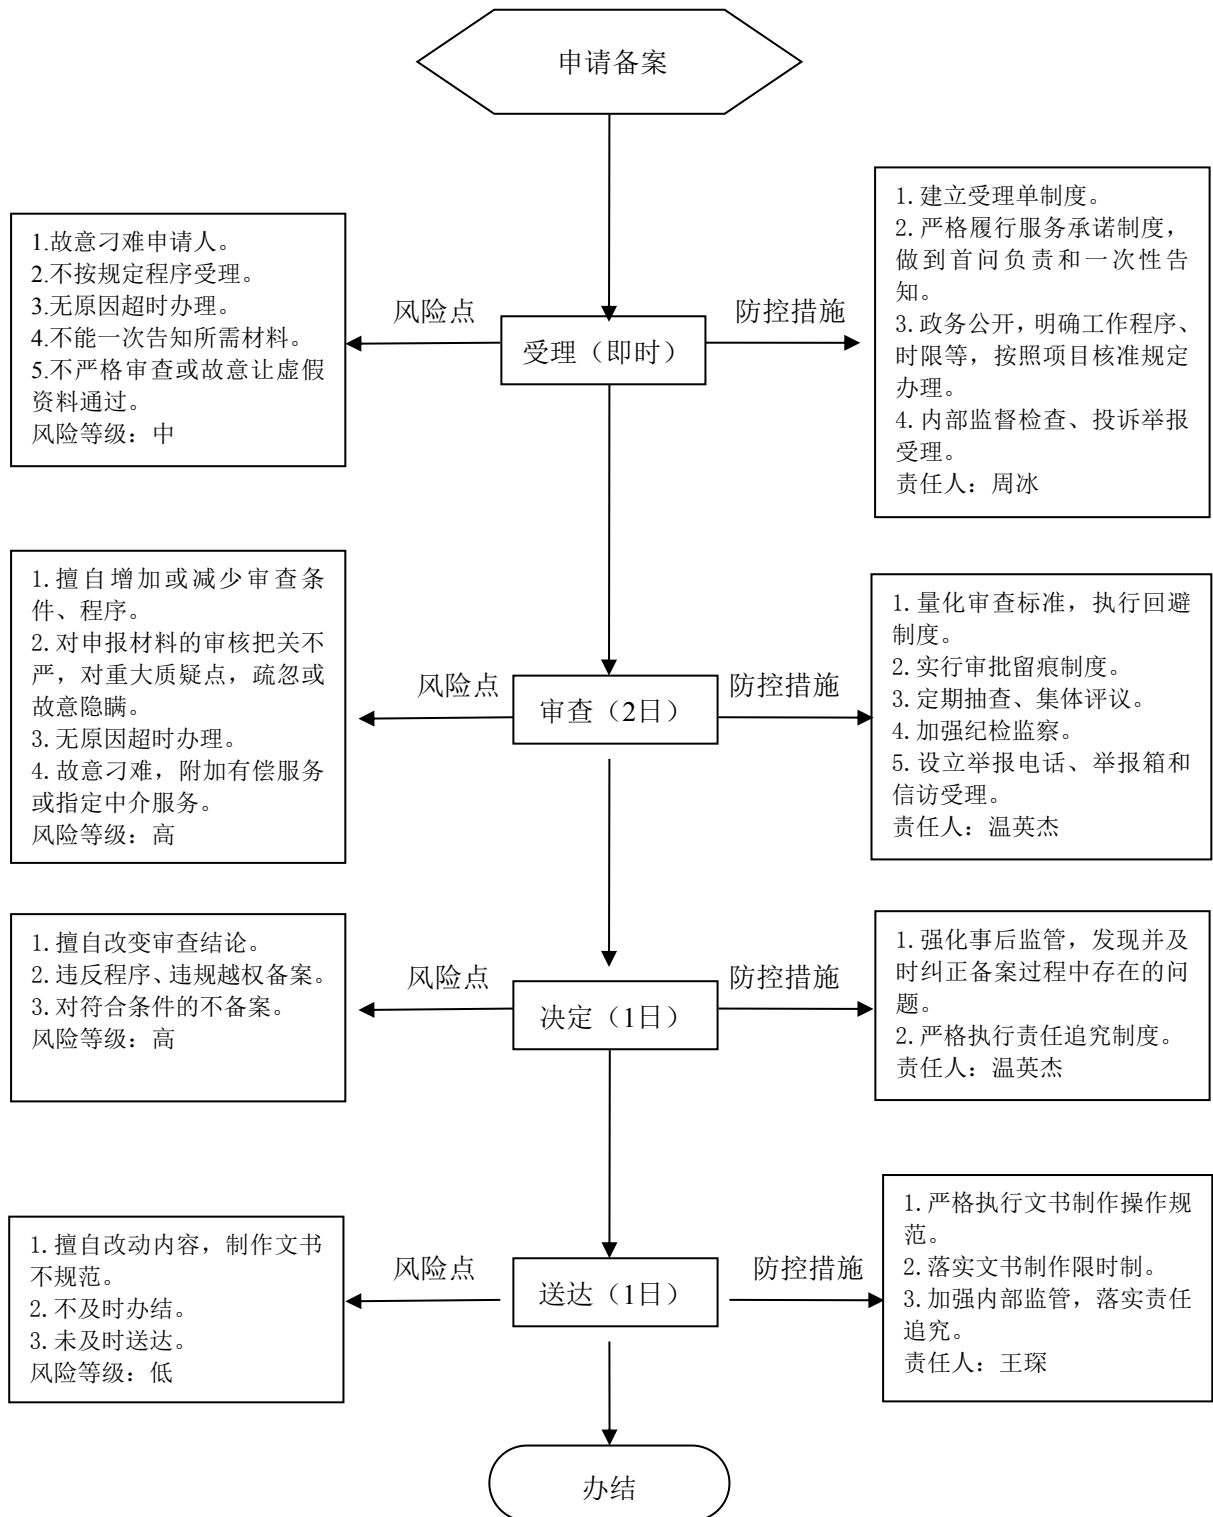 申请备案
1.故意刁难申请人。
2.不按规定程序受理。
3.无原因超时办理。
4.不能一次告知所需材料。
5.不严格审查或故意让虚假
资料通过。
风险等级：中
风险点
受理（即时）
防控措施
1.建立受理单制度。
2.严格履行服务承诺制度，
做到首问负责和一次性告
知。
3.政务公开，明确工作程序、
时限等，按照项目核准规定
办理。
4.内部监督检查、投诉举报
受理。
责任人：周冰
1.擅自增加或减少审查条
件、程序。
2.对申报材料的审核把关不
严，对重大质疑点，疏忽或
故意隐瞒。
3.无原因超时办理。
4.故意刁难，附加有偿服务
或指定中介服务。
风险等级：高
风险点
审查（2日）
防控措施
1.量化审查标准，执行回避
制度。
2.实行审批留痕制度。
3.定期抽查、集体评议。
4.加强纪检监察。
5.设立举报电话、举报箱和
信访受理。
责任人：温英杰
1.擅自改变审查结论。
2.违反程序、违规越权备案。
3.对符合条件的不备案。
风险等级：高
风险点
决定（1日）
防控措施
1.强化事后监管，发现并及
时纠正备案过程中存在的问
题。
2.严格执行责任追究制度。
责任人：温英杰
1.擅自改动内容，制作文书
不规范。
2.不及时办结。
3.未及时送达。
风险等级：低
风险点
送达（1日）
防控措施
1.严格执行文书制作操作规
范。
2.落实文书制作限时制。
3.加强内部监管，落实责任
追究。
责任人：王琛
办结